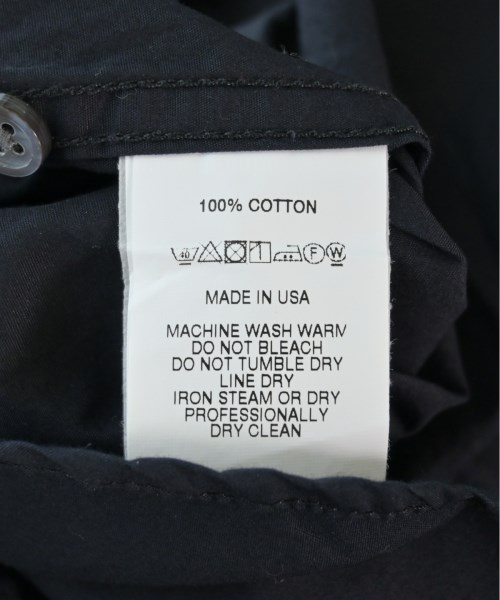 100% COTTON
40 F W
MADE IN USA
MACHINE WASH WARM
DO NOT BLEACH
DO NOT TUMBLE DRY
LINE DRY
IRON STEAM OR DRY
PROFESSIONALLY
DRY CLEAN